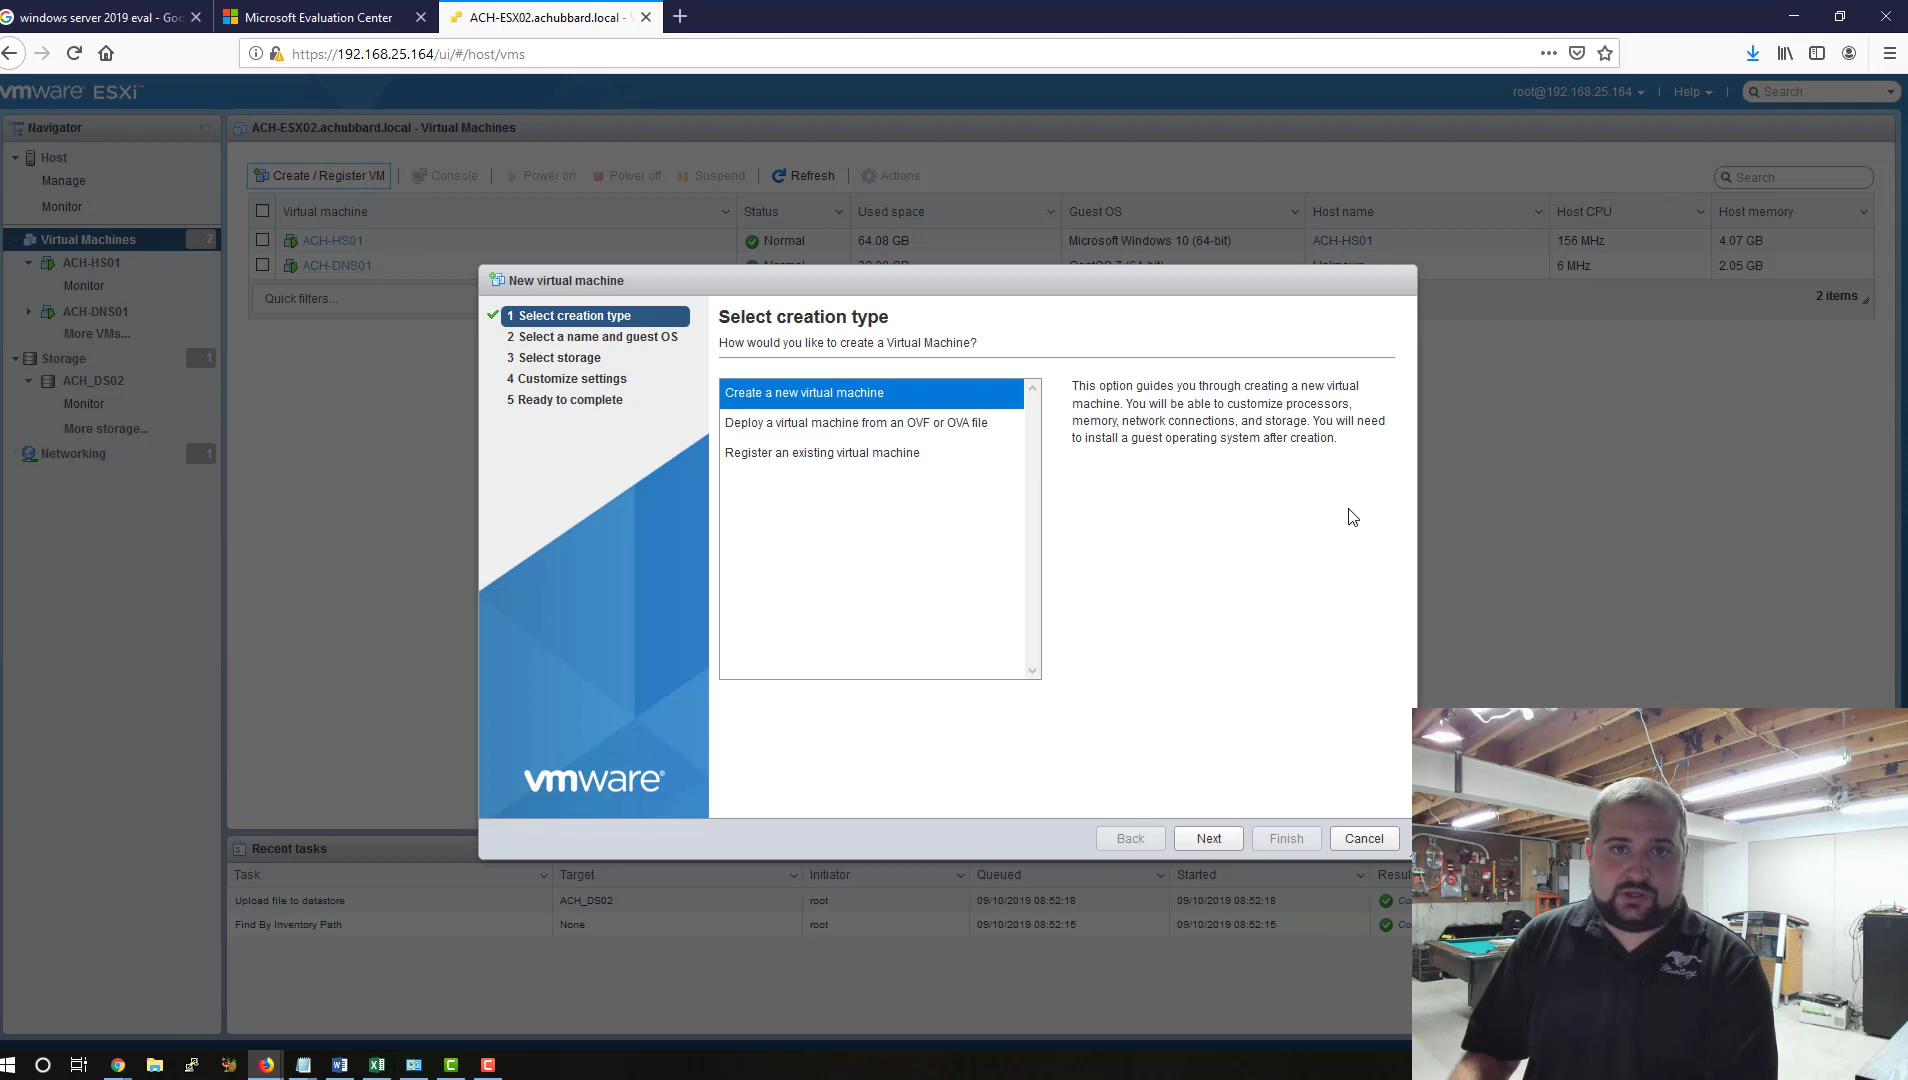 windows server 2019 eval - Goo
Microsoft Evaluation Center
ACH-ESX02.achubbard.local -
https://192.168.25.164/ui/#/host/vms
vmware ESXi
root@192.168.25.164
Help
Search
Navigator
ACH-ESX02.achubbard.local - Virtual Machines
Host
Manage
Monitor
Virtual Machines
2
ACH-HS01
Monitor
ACH-DNS01
More VMs...
Storage
1
ACH_DS02
Monitor
More storage...
Networking
1
Create / Register VM
Console
Power on
Power off
Suspend
Refresh
Actions
Search
Virtual machine
Status
Used space
Guest OS
Host name
Host CPU
Host memory
ACH-HS01
Normal
64.08 GB
Microsoft Windows 10 (64-bit)
ACH-HS01
156 MHz
4.07 GB
ACH-DNS01
6 MHz
2.05 GB
Quick filters...
2 items
New virtual machine
1 Select creation type
2 Select a name and guest OS
3 Select storage
4 Customize settings
5 Ready to complete
vmware
Select creation type
How would you like to create a Virtual Machine?
Create a new virtual machine
Deploy a virtual machine from an OVF or OVA file
Register an existing virtual machine
This option guides you through creating a new virtual
machine. You will be able to customize processors,
memory, network connections, and storage. You will need
to install a guest operating system after creation.
Back
Next
Finish
Cancel
Recent tasks
Task
Target
Initiator
Queued
Started
Resul
Upload file to datastore
ACH_DS02
root
09/10/2019 08:52:18
09/10/2019 08:52:18
Find By Inventory Path
None
root
09/10/2019 08:52:15
09/10/2019 08:52:15
Mustang